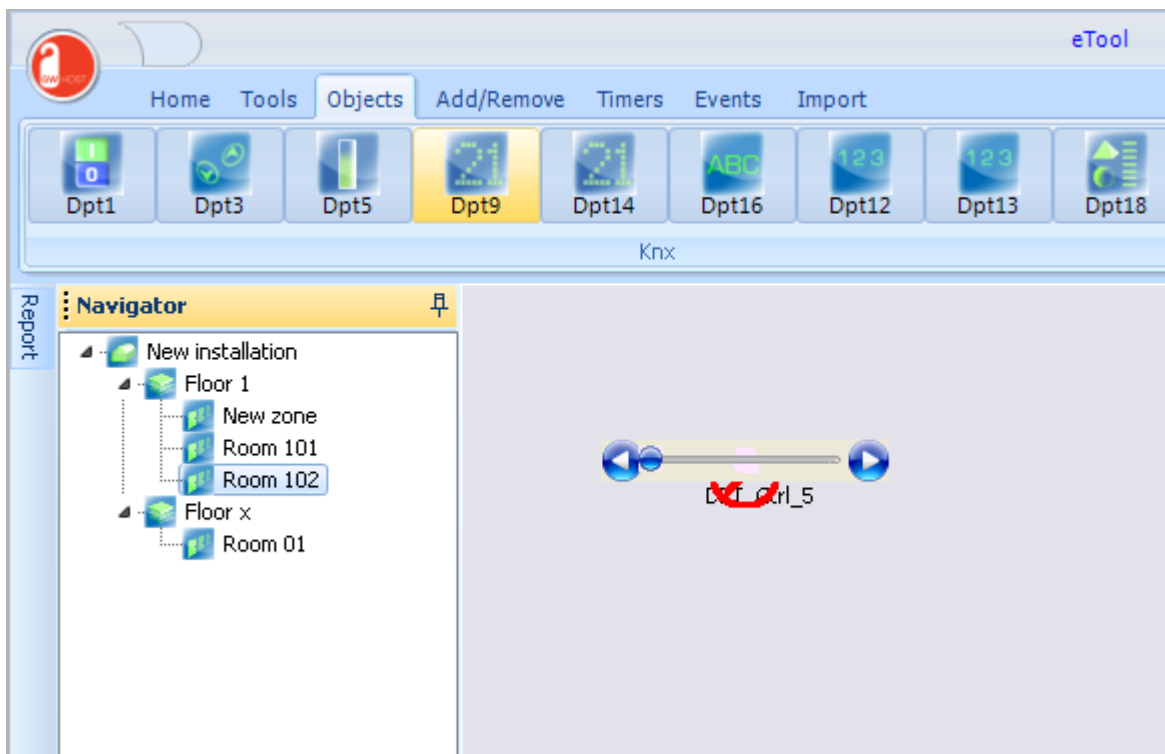 eTool
Home Tools Objects Add/Remove Timers Events Import
Dpt1 Dpt3 Dpt5 Dpt9 Dpt14 Dpt16 Dpt12 Dpt13 Dpt18
Knx
Report
Navigator
New installation
Floor 1
New zone
Room 101
Room 102
Floor x
Room 01